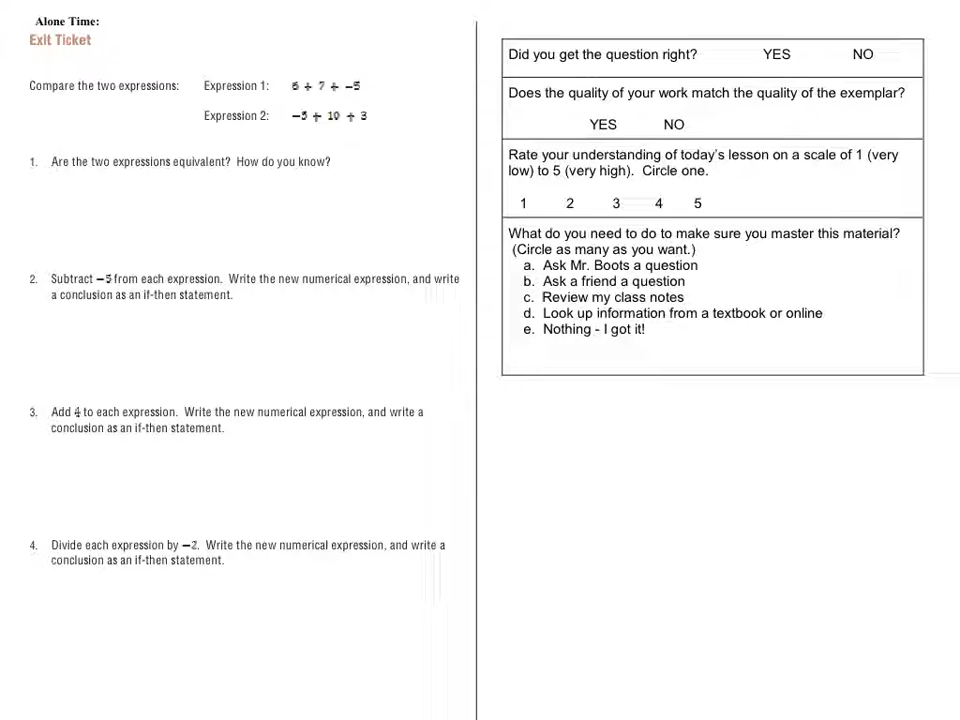 Alone Time:
Exit Ticket
Compare the two expressions: Expression 1: 6 + 7 + −5
Expression 2: −5 + 10 + 3
1. Are the two expressions equivalent? How do you know?
2. Subtract −5 from each expression. Write the new numerical expression, and write
a conclusion as an if-then statement.
3. Add 4 to each expression. Write the new numerical expression, and write a
conclusion as an if-then statement.
4. Divide each expression by −2. Write the new numerical expression, and write a
conclusion as an if-then statement.
Did you get the question right? YES NO
Does the quality of your work match the quality of the exemplar?
YES NO
Rate your understanding of today's lesson on a scale of 1 (very
low) to 5 (very high). Circle one.
1 2 3 4 5
What do you need to do to make sure you master this material?
(Circle as many as you want.)
a. Ask Mr. Boots a question
b. Ask a friend a question
c. Review my class notes
d. Look up information from a textbook or online
e. Nothing - I got it!